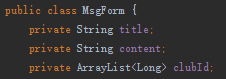 public class MsgForm {
private String title;
private String content;
private ArrayList<Long> clubId;